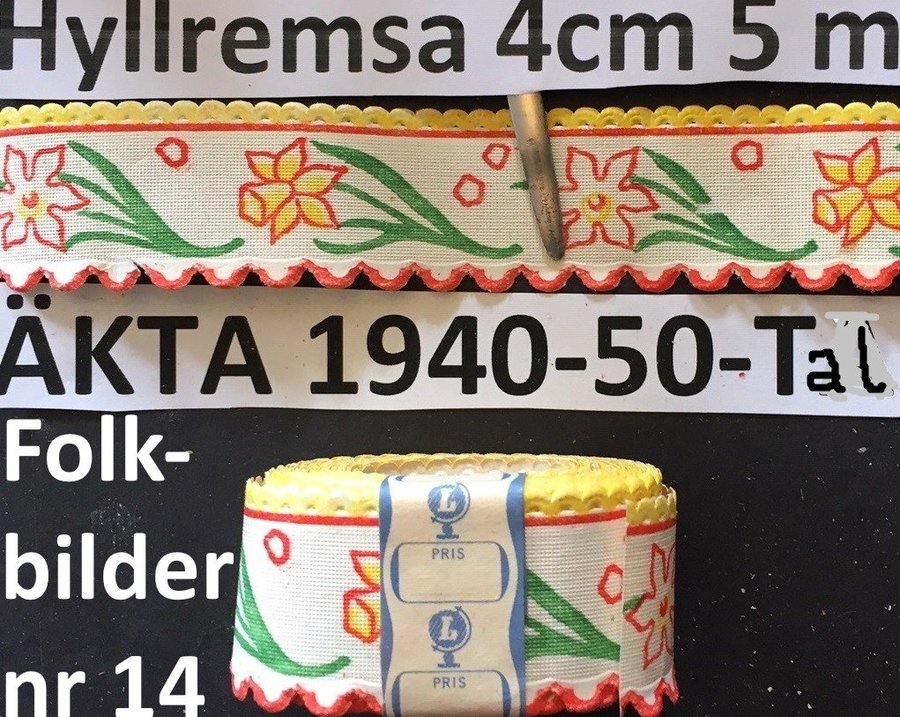 Hyllremsa 4cm 5 m
ÄKTA 1940-50-Tal
Folk-
bilder
nr 14
L
PRIS
L
PRIS